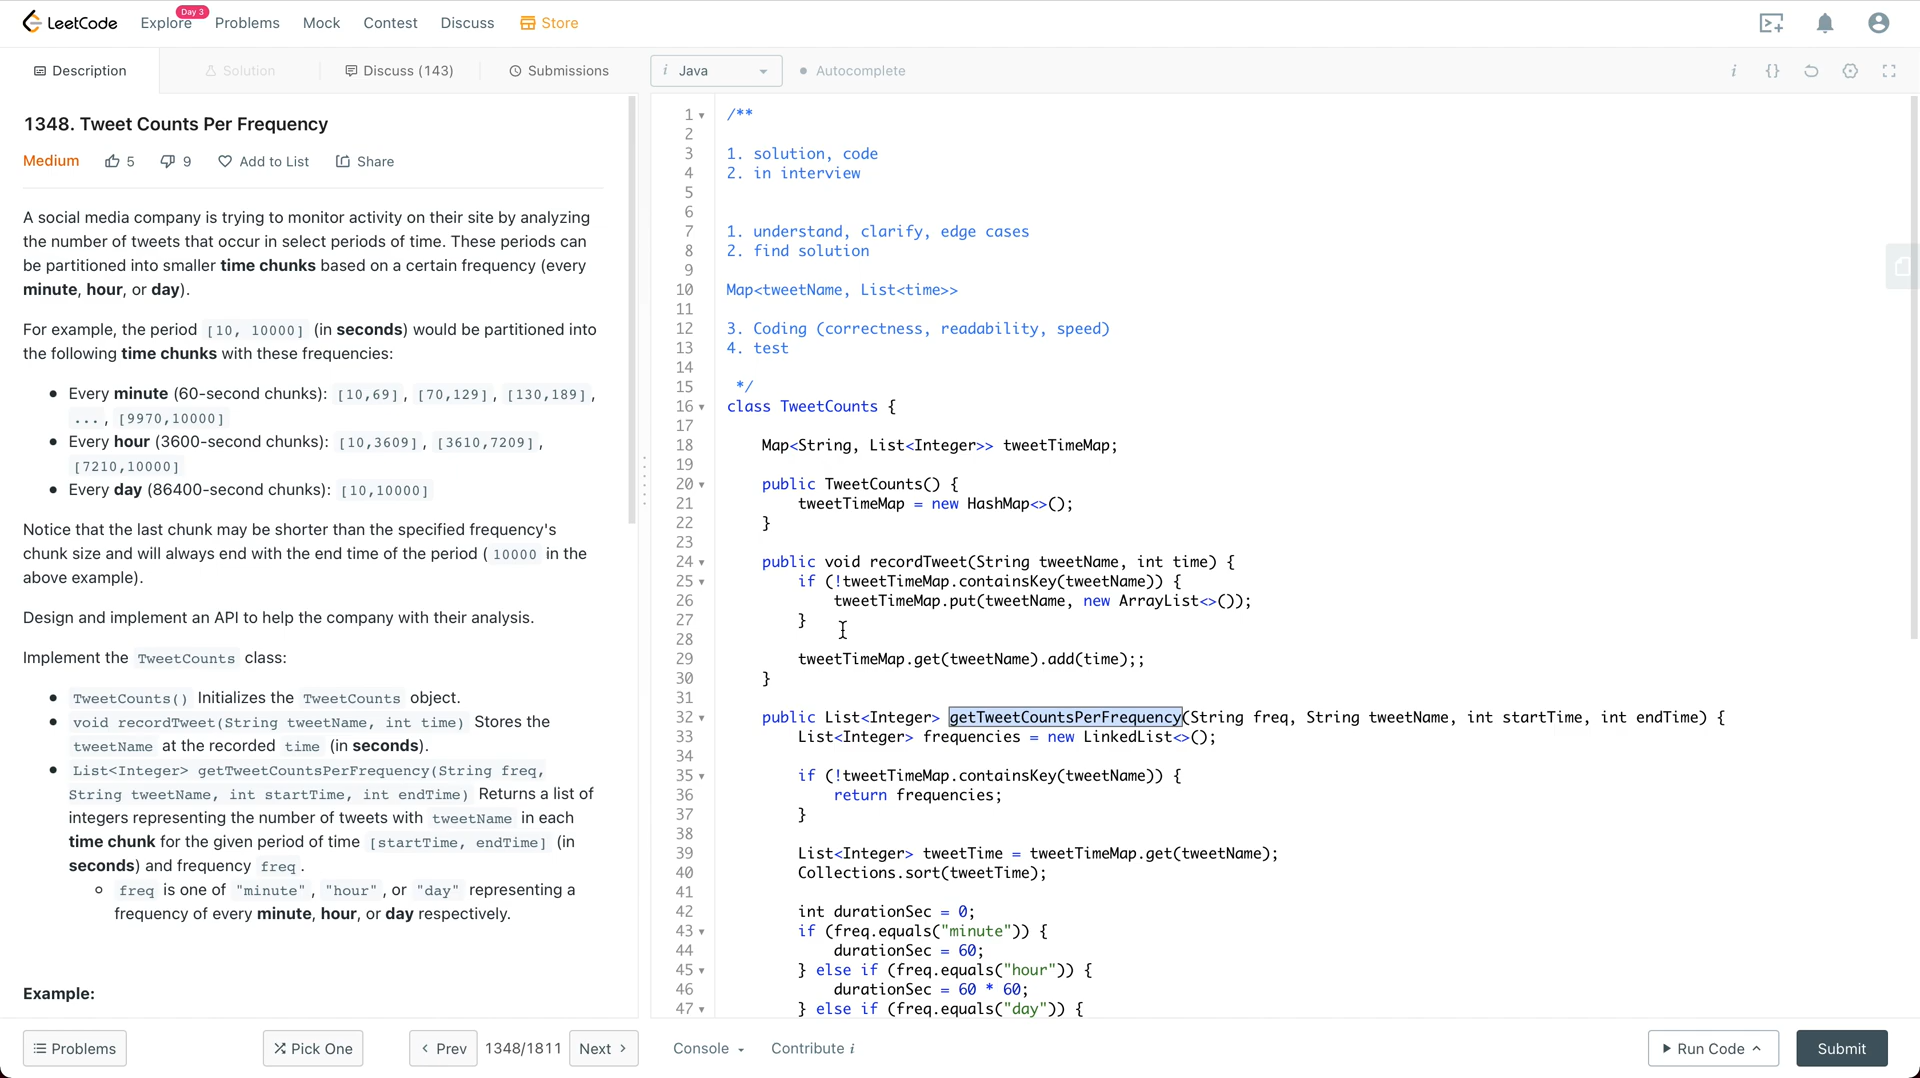 LeetCode Explore Day 3 Problems Mock Contest Discuss Store
Description Solution Discuss (143) Submissions i Java Autocomplete i {}
1348. Tweet Counts Per Frequency
Medium 5 9 Add to List Share
A social media company is trying to monitor activity on their site by analyzing
the number of tweets that occur in select periods of time. These periods can
be partitioned into smaller time chunks based on a certain frequency (every
minute, hour, or day).
For example, the period [10, 10000] (in seconds) would be partitioned into
the following time chunks with these frequencies:
• Every minute (60-second chunks): [10,69], [70,129], [130,189],
..., [9970,10000]
• Every hour (3600-second chunks): [10,3609], [3610,7209],
[7210,10000]
• Every day (86400-second chunks): [10,10000]
Notice that the last chunk may be shorter than the specified frequency's
chunk size and will always end with the end time of the period (10000 in the
above example).
Design and implement an API to help the company with their analysis.
Implement the TweetCounts class:
• TweetCounts() Initializes the TweetCounts object.
• void recordTweet(String tweetName, int time) Stores the
tweetName at the recorded time (in seconds).
• List<Integer> getTweetCountsPerFrequency(String freq,
String tweetName, int startTime, int endTime) Returns a list of
integers representing the number of tweets with tweetName in each
time chunk for the given period of time [startTime, endTime] (in
seconds) and frequency freq.
freq is one of "minute", "hour", or "day" representing a
frequency of every minute, hour, or day respectively.
Example:
1 /**
2
3 1. solution, code
4 2. in interview
5
6
7 1. understand, clarify, edge cases
8 2. find solution
9
10 Map<tweetName, List<time>>
11
12 3. Coding (correctness, readability, speed)
13 4. test
14
15 */
16 class TweetCounts {
17
18 Map<String, List<Integer>> tweetTimeMap;
19
20 public TweetCounts() {
21 tweetTimeMap = new HashMap<>();
22 }
23
24 public void recordTweet(String tweetName, int time) {
25 if (!tweetTimeMap.containsKey(tweetName)) {
26 tweetTimeMap.put(tweetName, new ArrayList<>());
27 }
28
29 tweetTimeMap.get(tweetName).add(time);;
30 }
31
32 public List<Integer> getTweetCountsPerFrequency(String freq, String tweetName, int startTime, int endTime) {
33 List<Integer> frequencies = new LinkedList<>();
34
35 if (!tweetTimeMap.containsKey(tweetName)) {
36 return frequencies;
37 }
38
39 List<Integer> tweetTime = tweetTimeMap.get(tweetName);
40 Collections.sort(tweetTime);
41
42 int durationSec = 0;
43 if (freq.equals("minute")) {
44 durationSec = 60;
45 } else if (freq.equals("hour")) {
46 durationSec = 60 * 60;
47 } else if (freq.equals("day")) {
Problems Pick One Prev 1348/1811 Next Console Contribute i Run Code Submit